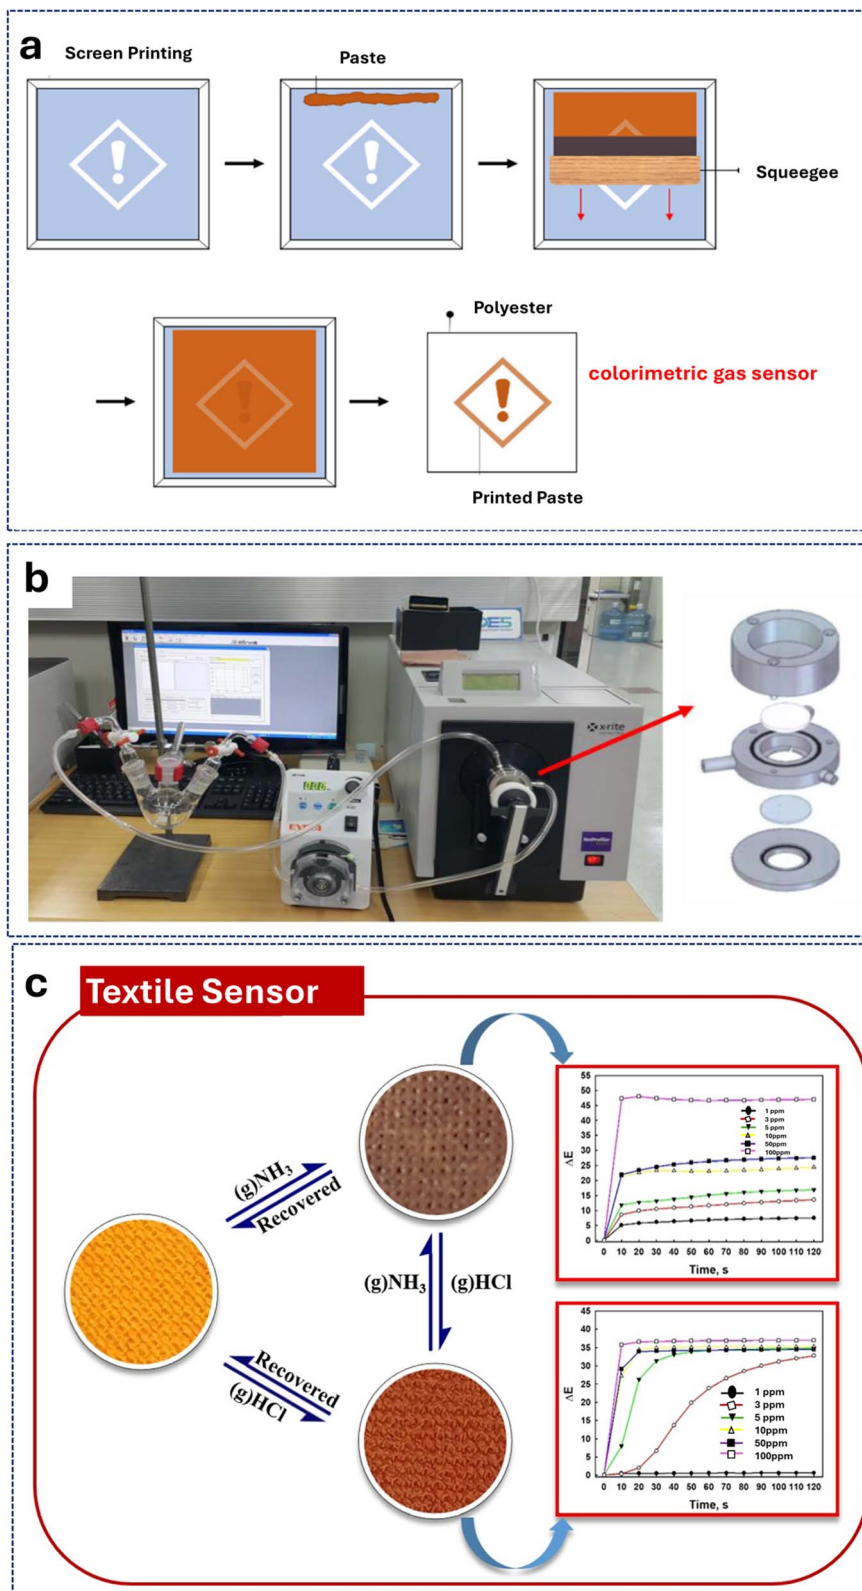 a
Screen Printing
Paste
Squeegee
Polyester
colorimetric gas sensor
Printed Paste
b
x·rite
c
Textile Sensor
(g)NH3
Recovered
(g)NH3
(g)HCl
Recovered
(g)HCl
55
50
45
40
35
30
25
20
15
10
5
0
ΔE
1 ppm
3 ppm
5 ppm
10ppm
50ppm
100ppm
0 10 20 30 40 50 60 70 80 90 100 110 120
Time, s
45
40
35
30
25
20
15
10
5
0
ΔE
1 ppm
3 ppm
5 ppm
10ppm
50ppm
100ppm
0 10 20 30 40 50 60 70 80 90 100 110 120
Time, s